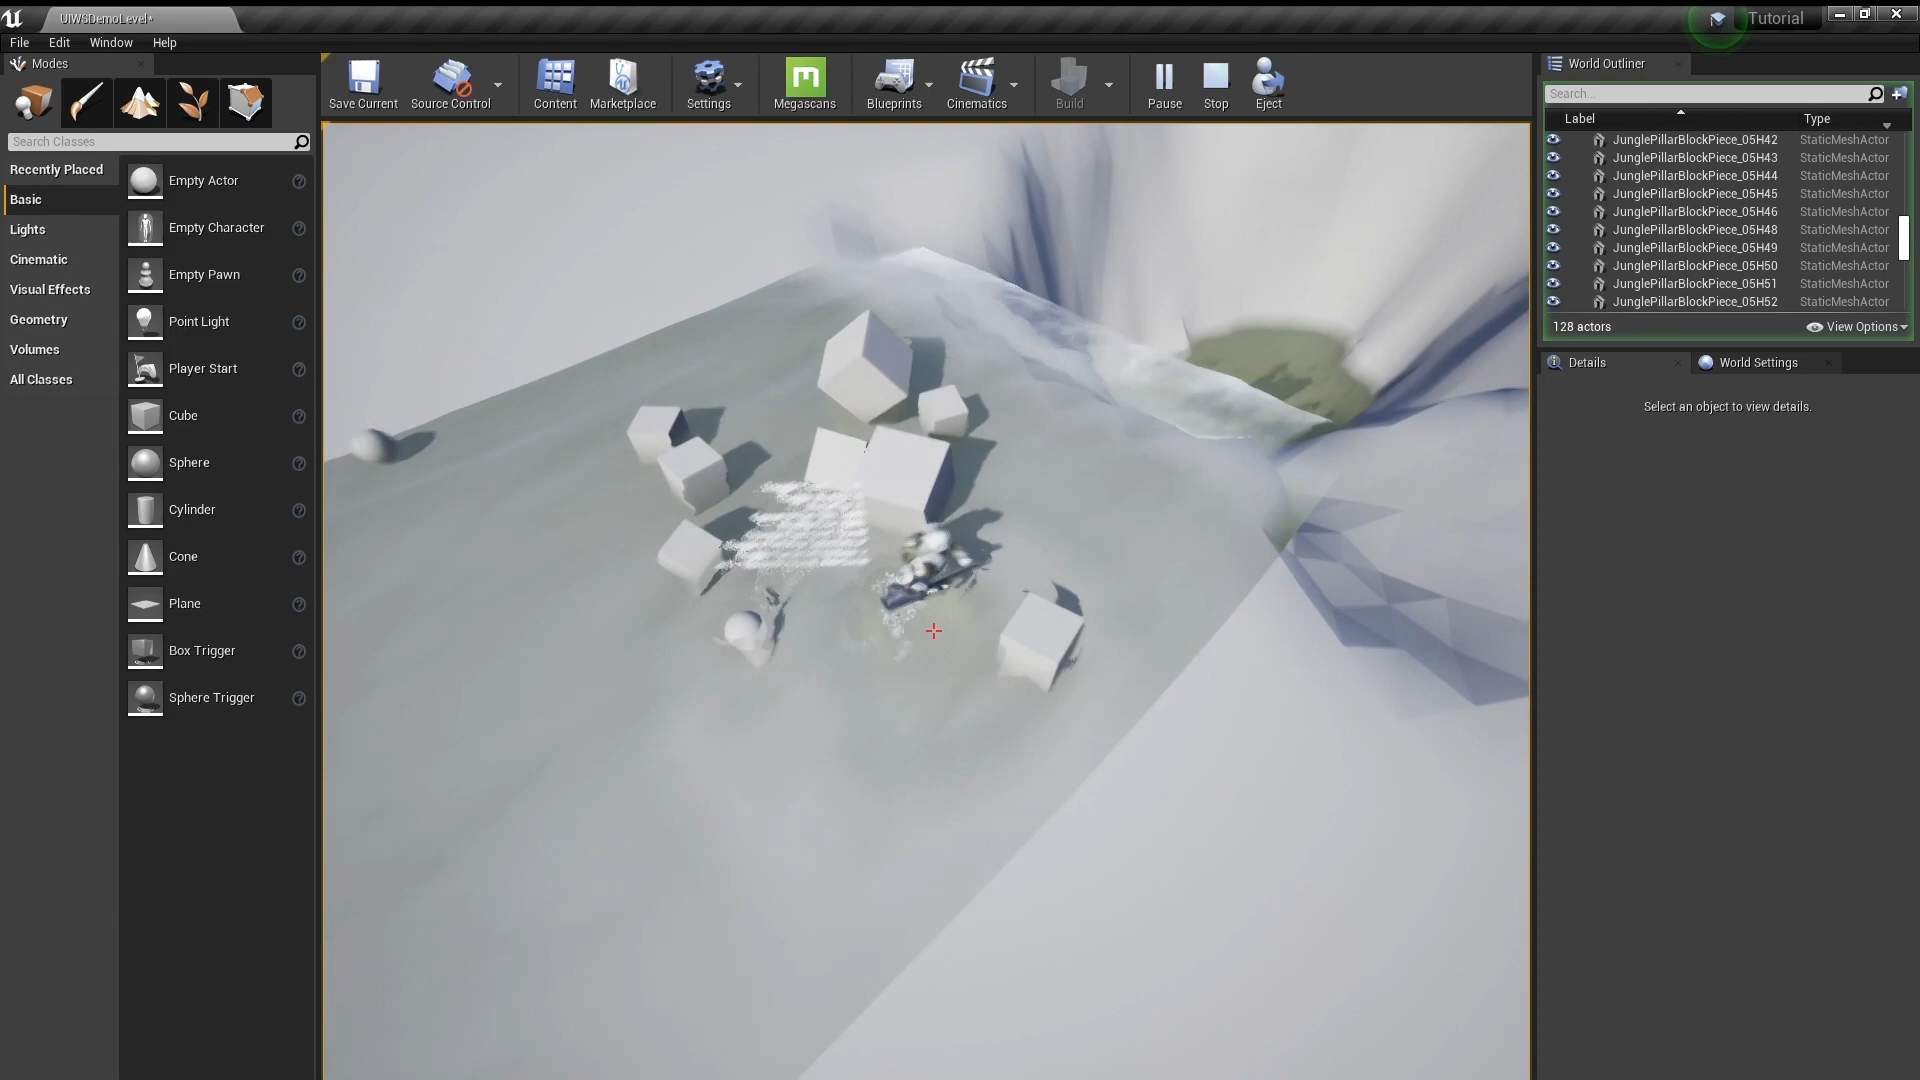 UIWSDemoLevel*
Tutorial
File Edit Window Help
Modes
Save Current
Source Control
Content
Marketplace
Settings
Megascans
Blueprints
Cinematics
Build
Pause
Stop
Eject
World Outliner
Search...
Label Type
Search Classes
Recently Placed
Basic
Lights
Cinematic
Visual Effects
Geometry
Volumes
All Classes
Empty Actor
Empty Character
Empty Pawn
Point Light
Player Start
Cube
Sphere
Cylinder
Cone
Plane
Box Trigger
Sphere Trigger
JunglePillarBlockPiece_05H42 StaticMeshActor
JunglePillarBlockPiece_05H43 StaticMeshActor
JunglePillarBlockPiece_05H44 StaticMeshActor
JunglePillarBlockPiece_05H45 StaticMeshActor
JunglePillarBlockPiece_05H46 StaticMeshActor
JunglePillarBlockPiece_05H48 StaticMeshActor
JunglePillarBlockPiece_05H49 StaticMeshActor
JunglePillarBlockPiece_05H50 StaticMeshActor
JunglePillarBlockPiece_05H51 StaticMeshActor
JunglePillarBlockPiece_05H52 StaticMeshActor
128 actors
View Options
Details
World Settings
Select an object to view details.